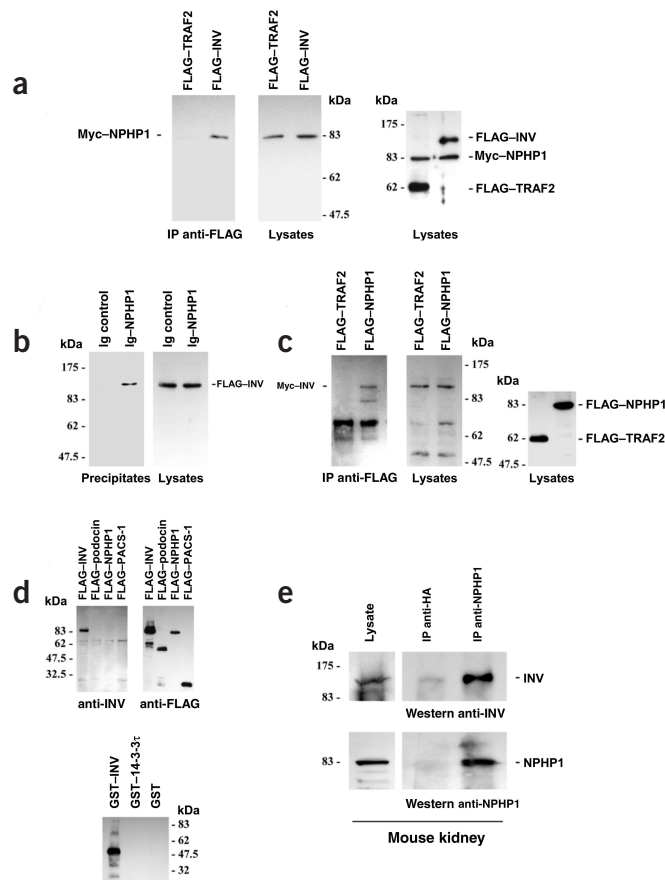 a
FLAG–TRAF2
FLAG–INV
FLAG–TRAF2
FLAG–INV
kDa
Myc–NPHP1 -
- 83
- 62
- 47.5
IP anti-FLAG
Lysates
kDa
175 -
83 -
62 -
- FLAG–INV
- Myc–NPHP1
- FLAG–TRAF2
Lysates
b
Ig control
Ig–NPHP1
Ig control
Ig–NPHP1
kDa
175 -
83 -
62 -
47.5 -
- FLAG–INV
Precipitates
Lysates
c
FLAG–TRAF2
FLAG–NPHP1
FLAG–TRAF2
FLAG–NPHP1
Myc–INV -
- 175
- 83
- 62
- 47.5
IP anti-FLAG
Lysates
kDa
83 -
62 -
47.5 -
- FLAG–NPHP1
- FLAG–TRAF2
Lysates
d
FLAG–INV
FLAG–podocin
FLAG–NPHP1
FLAG–PACS-1
FLAG–INV
FLAG–podocin
FLAG–NPHP1
FLAG–PACS-1
kDa
83 -
62 -
47.5 -
32.5 -
anti-INV
anti-FLAG
GST–INV
GST–14-3-3τ
GST
kDa
- 83
- 62
- 47.5
- 32
e
Lysate
IP anti-HA
IP anti-NPHP1
kDa
175 -
83 -
- INV
Western anti-INV
83 -
- NPHP1
Western anti-NPHP1
Mouse kidney